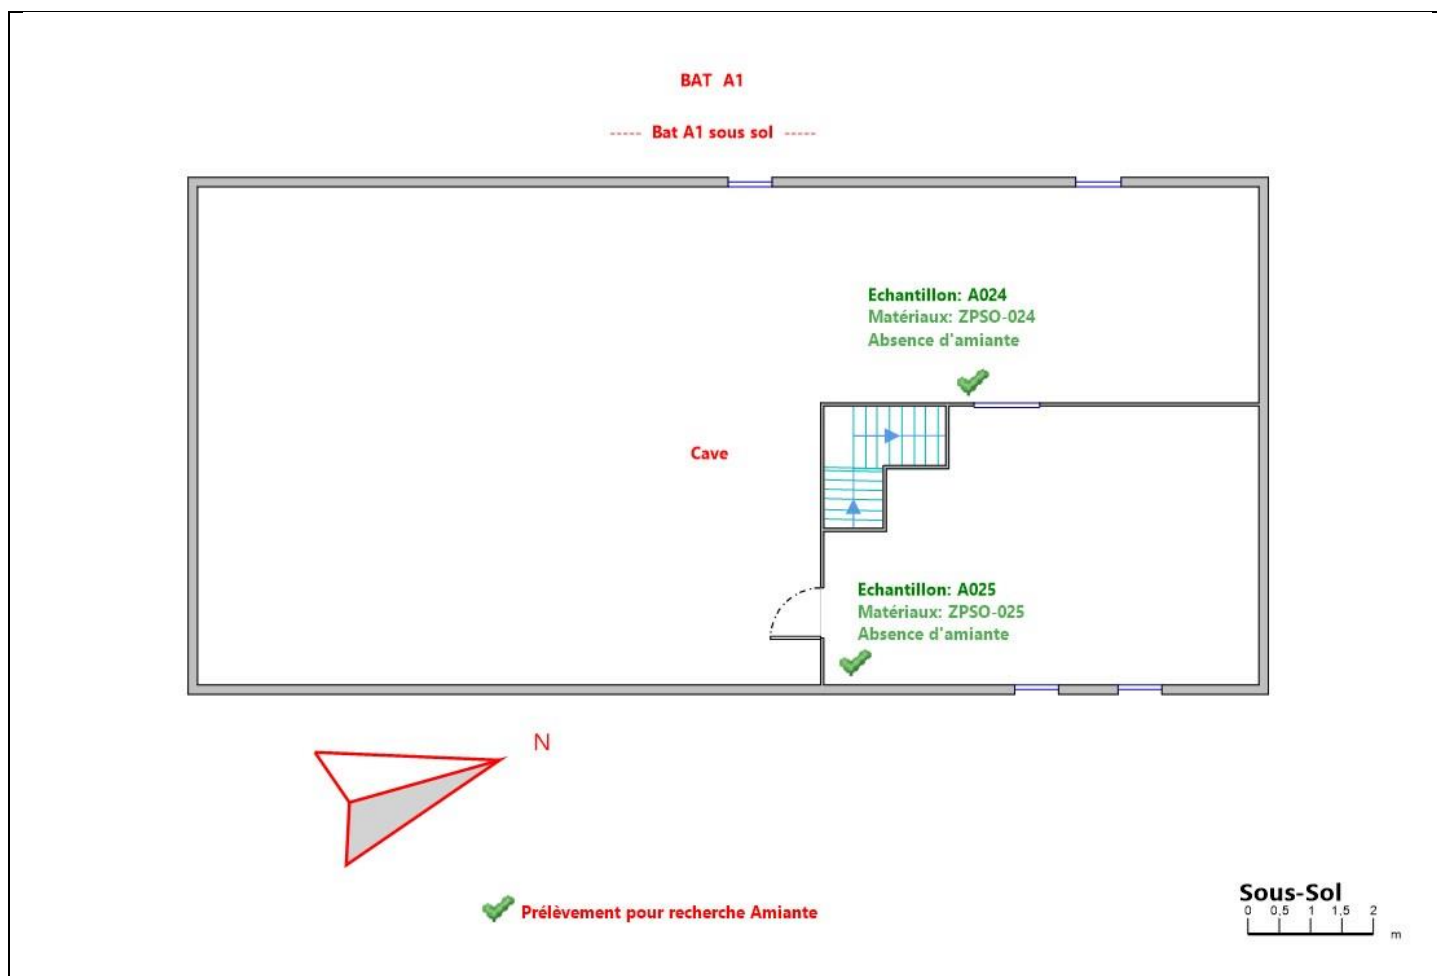 BAT A1
----- Bat A1 sous sol -----
Echantillon: A024
Matériaux: ZPSO-024
Absence d'amiante
Cave
Echantillon: A025
Matériaux: ZPSO-025
Absence d'amiante
N
Prélèvement pour recherche Amiante
Sous-Sol
0 0,5 1 1,5 2
m